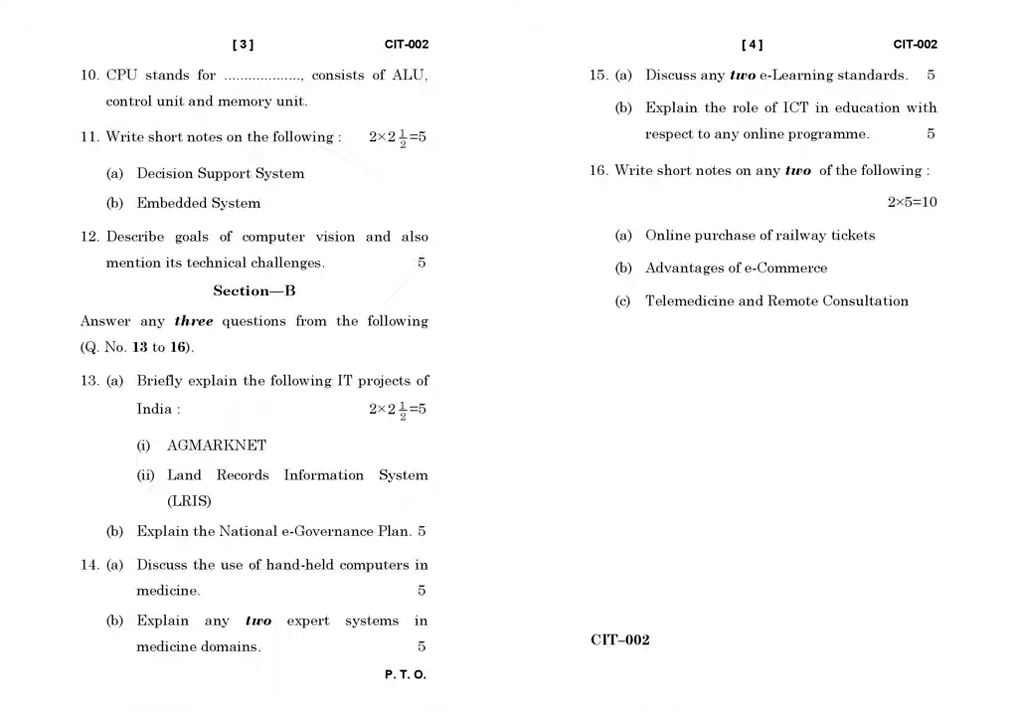 [ 3 ] CIT-002
10. CPU stands for ..................., consists of ALU,
control unit and memory unit.
11. Write short notes on the following : 2×2 1/2=5
(a) Decision Support System
(b) Embedded System
12. Describe goals of computer vision and also
mention its technical challenges. 5
Section—B
Answer any three questions from the following
(Q. No. 13 to 16).
13. (a) Briefly explain the following IT projects of
India : 2×2 1/2=5
(i) AGMARKNET
(ii) Land Records Information System
(LRIS)
(b) Explain the National e-Governance Plan. 5
14. (a) Discuss the use of hand-held computers in
medicine. 5
(b) Explain any two expert systems in
medicine domains. 5
P. T. O.
[ 4 ] CIT-002
15. (a) Discuss any two e-Learning standards. 5
(b) Explain the role of ICT in education with
respect to any online programme. 5
16. Write short notes on any two of the following :
2×5=10
(a) Online purchase of railway tickets
(b) Advantages of e-Commerce
(c) Telemedicine and Remote Consultation
CIT–002